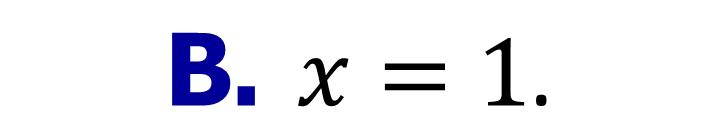 B. x = 1.